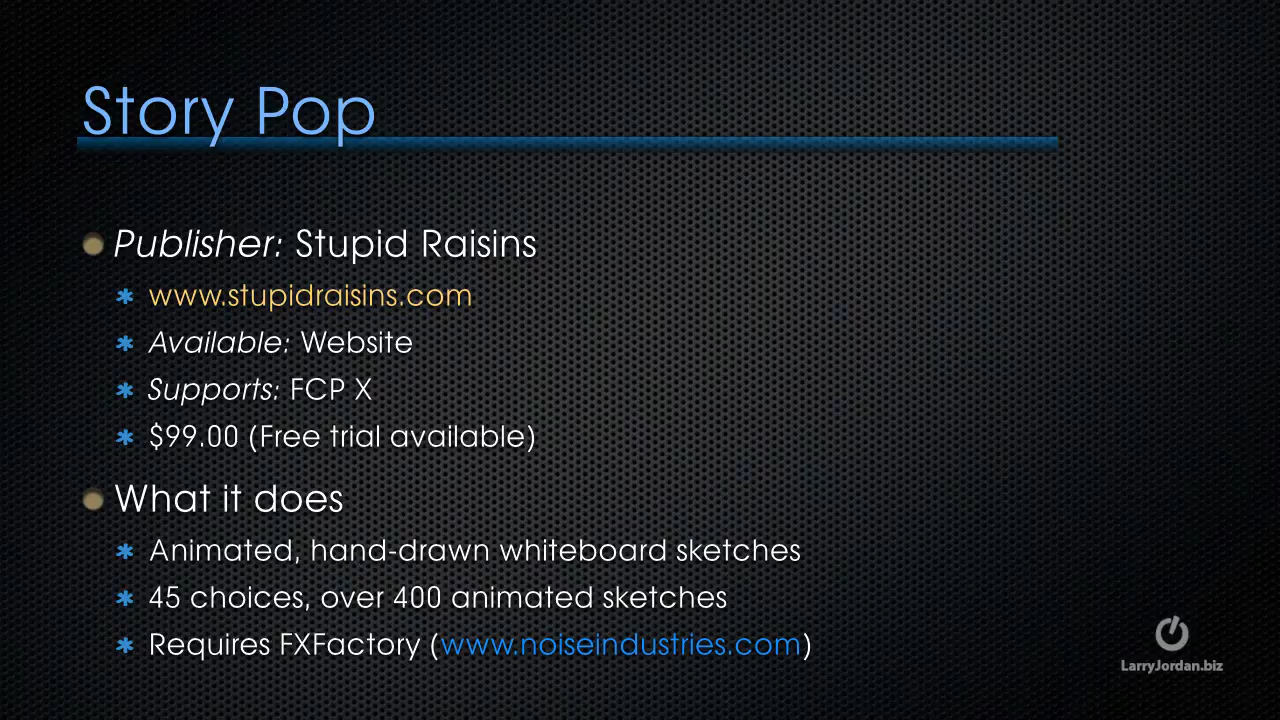 Story Pop
Publisher: Stupid Raisins
www.stupidraisins.com
Available: Website
Supports: FCP X
$99.00 (Free trial available)
What it does
Animated, hand-drawn whiteboard sketches
45 choices, over 400 animated sketches
Requires FXFactory (www.noiseindustries.com)
LarryJordan.biz